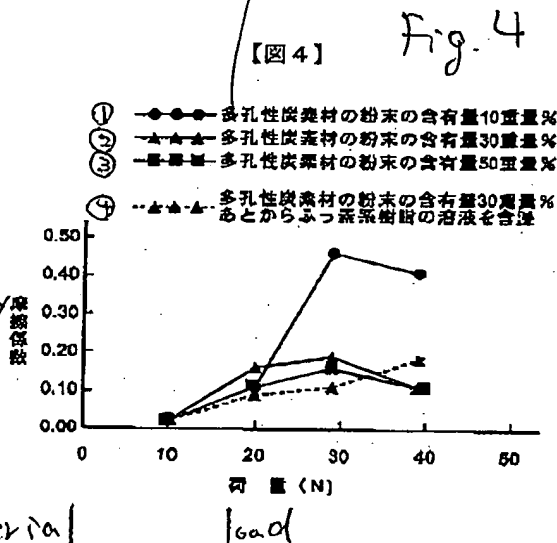 Fig. 4
【図4】
① 多孔性炭素材の粉末の含有量10重量%
② 多孔性炭素材の粉末の含有量30重量%
③ 多孔性炭素材の粉末の含有量50重量%
④ 多孔性炭素材の粉末の含有量30重量%
あとからふっ素系樹脂の溶液を含浸
摩擦係数
0.50
0.40
0.30
0.20
0.10
0.00
0 10 20 30 40 50
荷 重 (N)
load